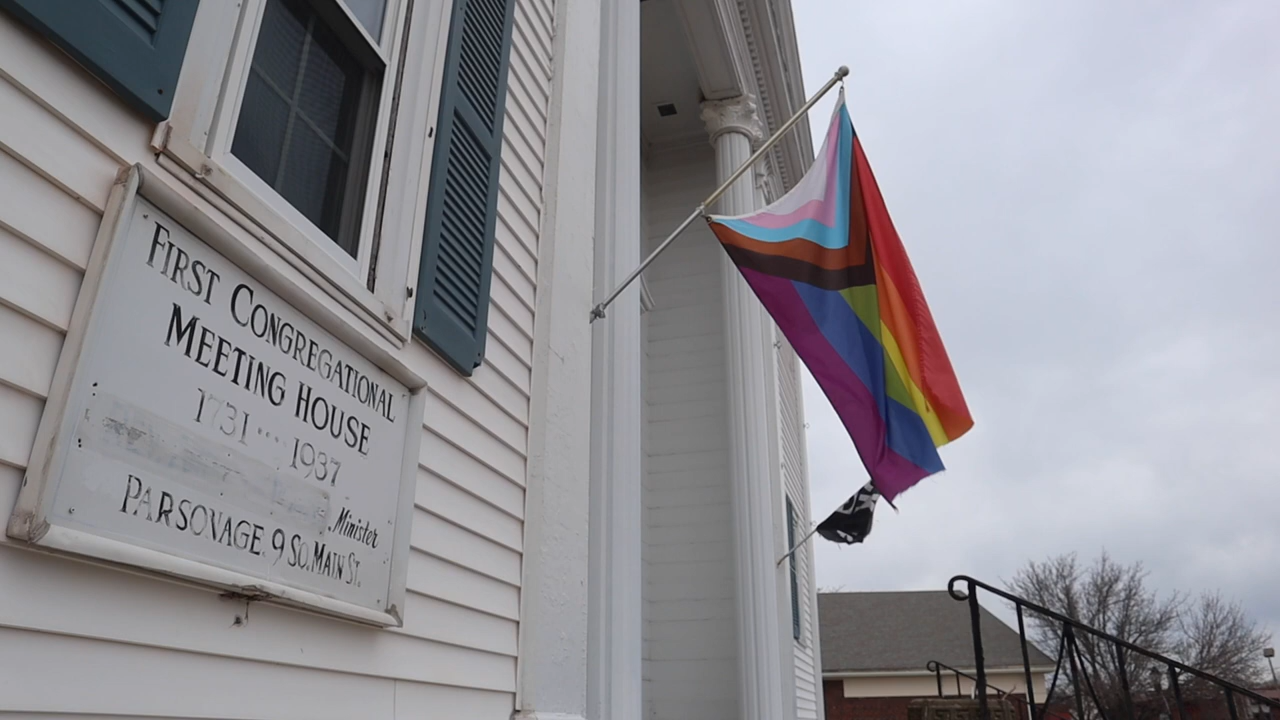 FIRST CONGREGATIONAL
MEETING HOUSE
1731 .... 1937
Minister
PARSONAGE. 9 SO. MAIN ST.